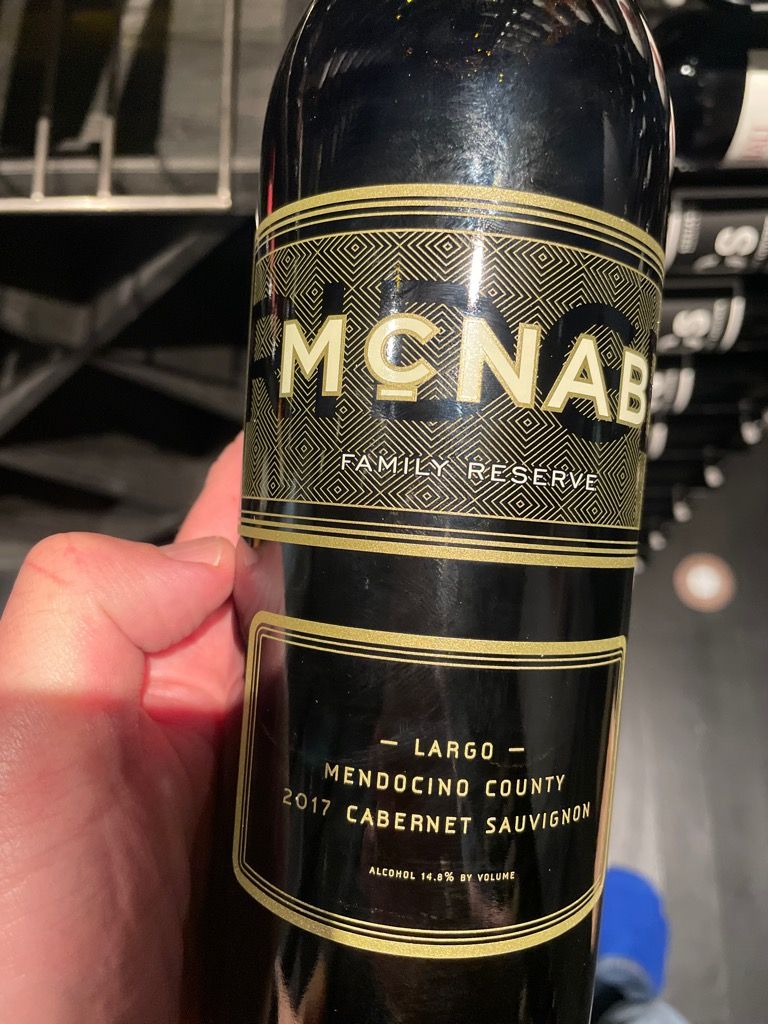 McNAB
FAMILY RESERVE
– LARGO –
MENDOCINO COUNTY
2017 CABERNET SAUVIGNON
ALCOHOL 14.8% BY VOLUME